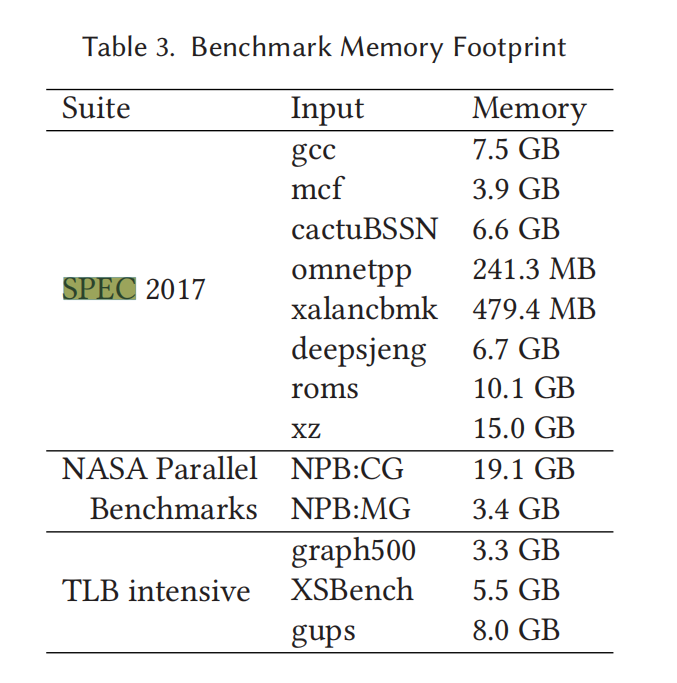 Table 3. Benchmark Memory Footprint
Suite Input Memory
gcc 7.5 GB
mcf 3.9 GB
cactuBSSN 6.6 GB
omnetpp 241.3 MB
SPEC 2017
xalancbmk 479.4 MB
deepsjeng 6.7 GB
roms 10.1 GB
xz 15.0 GB
NASA Parallel NPB:CG 19.1 GB
Benchmarks NPB:MG 3.4 GB
graph500 3.3 GB
TLB intensive XSBench 5.5 GB
gups 8.0 GB